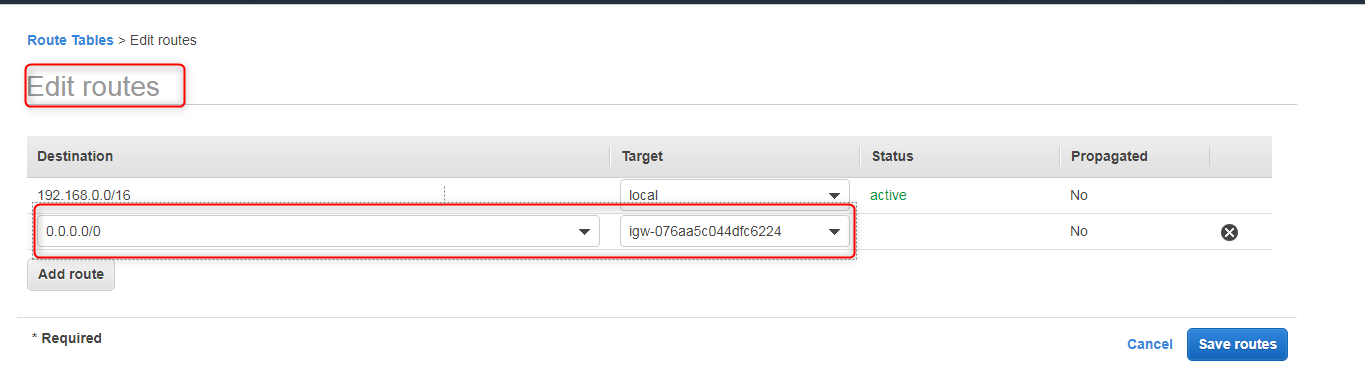 Route Tables > Edit routes
Edit routes
Destination Target Status Propagated
192.168.0.0/16 local active No
0.0.0.0/0 igw-076aa5c044dfc6224 No
Add route
* Required
Cancel Save routes